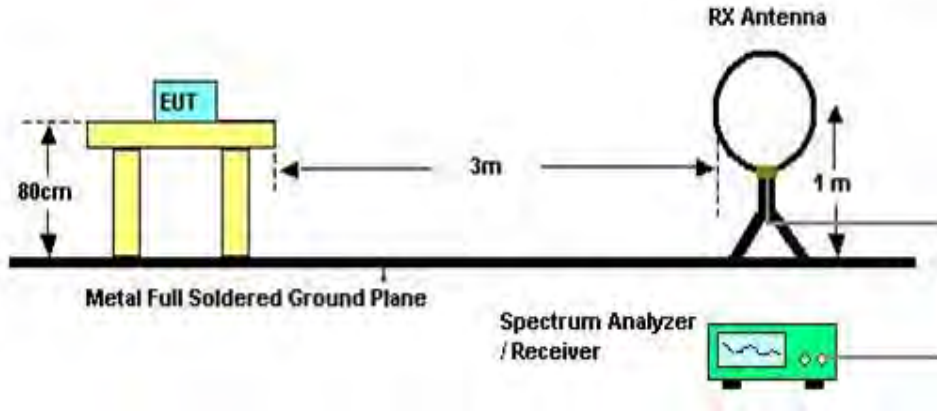 RX Antenna
EUT
3m
80cm
1 m
Metal Full Soldered Ground Plane
Spectrum Analyzer
/ Receiver